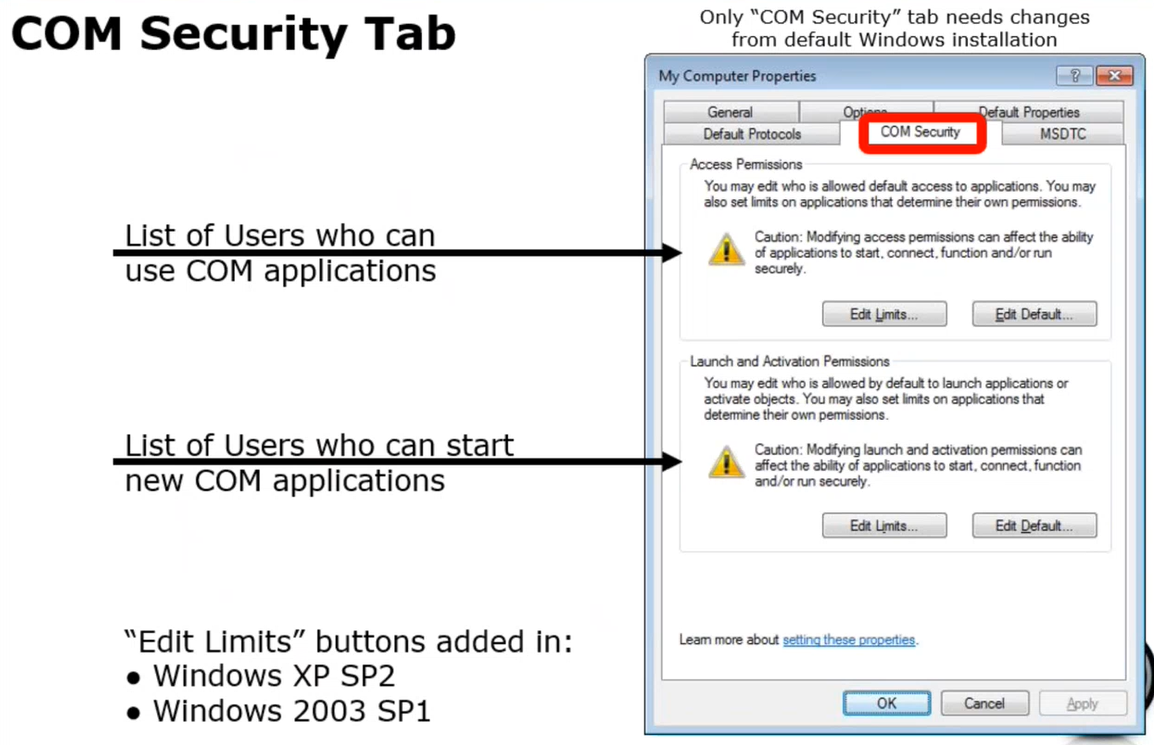 COM Security Tab
Only “COM Security” tab needs changes
from default Windows installation
My Computer Properties
General
Options
Default Properties
Default Protocols
COM Security
MSDTC
Access Permissions
You may edit who is allowed default access to applications. You may
also set limits on applications that determine their own permissions.
List of Users who can
use COM applications
Caution: Modifying access permissions can affect the ability
of applications to start, connect, function and/or run
securely.
Edit Limits...
Edit Default...
Launch and Activation Permissions
You may edit who is allowed by default to launch applications or
activate objects. You may also set limits on applications that
determine their own permissions.
List of Users who can start
new COM applications
Caution: Modifying launch and activation permissions can
affect the ability of applications to start, connect, function
and/or run securely.
Edit Limits...
Edit Default...
“Edit Limits” buttons added in:
● Windows XP SP2
● Windows 2003 SP1
Learn more about setting these properties.
OK
Cancel
Apply